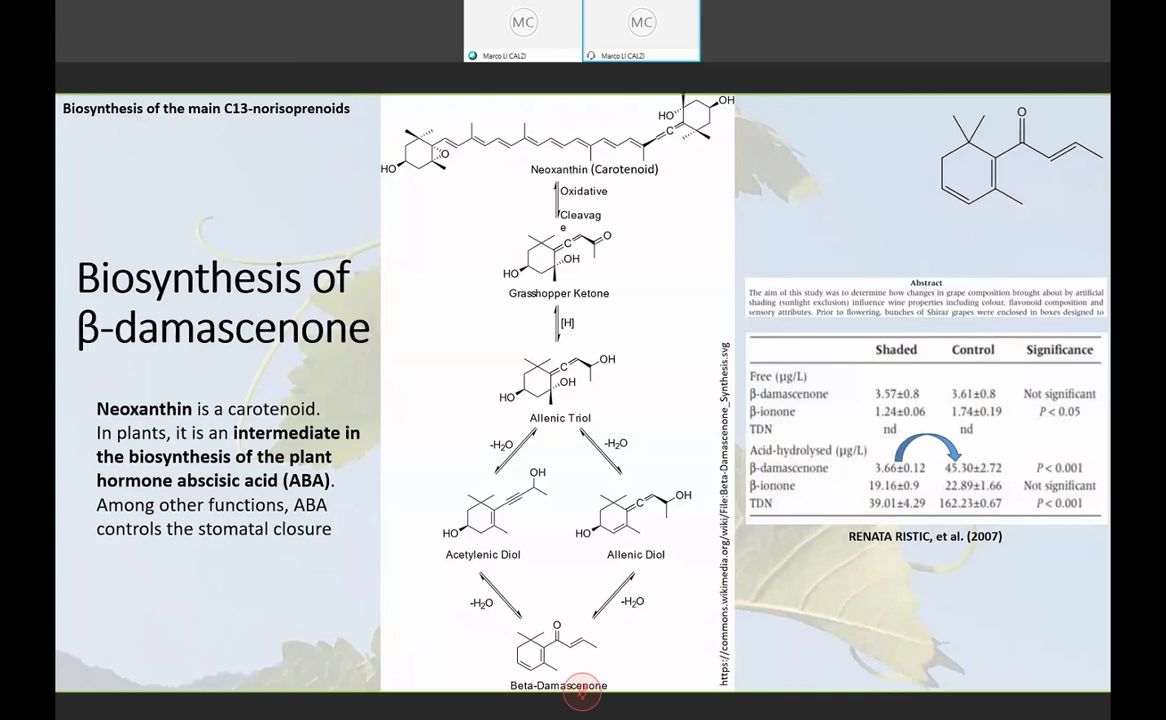 MC
MC
Marco LI CALZI
Marco LI CALZI
Biosynthesis of the main C13-norisoprenoids
Biosynthesis of
β-damascenone
Neoxanthin is a carotenoid.
In plants, it is an intermediate in
the biosynthesis of the plant
hormone abscisic acid (ABA).
Among other functions, ABA
controls the stomatal closure
OH
HO
C
O
HO
Neoxanthin (Carotenoid)
Oxidative
Cleavag
e
O
C
OH
HO
Grasshopper Ketone
[H]
OH
C
OH
HO
Allenic Triol
-H2O
-H2O
OH
HO
Acetylenic Diol
OH
C
HO
Allenic Diol
-H2O
-H2O
O
Beta-Damascenone
https://commons.wikimedia.org/wiki/File:Beta-Damascenone_Synthesis.svg
O
Abstract
The aim of this study was to determine how changes in grape composition brought about by artificial
shading (sunlight exclusion) influence wine properties including colour, flavonoid composition and
sensory attributes. Prior to flowering, bunches of Shiraz grapes were enclosed in boxes designed to
Shaded Control Significance
Free (µg/L)
β-damascenone 3.57±0.8 3.61±0.8 Not significant
β-ionone 1.24±0.06 1.74±0.19 P < 0.05
TDN nd nd
Acid-hydrolysed (µg/L)
β-damascenone 3.66±0.12 45.30±2.72 P < 0.001
β-ionone 19.16±0.9 22.89±1.66 Not significant
TDN 39.01±4.29 162.23±0.67 P < 0.001
RENATA RISTIC, et al. (2007)